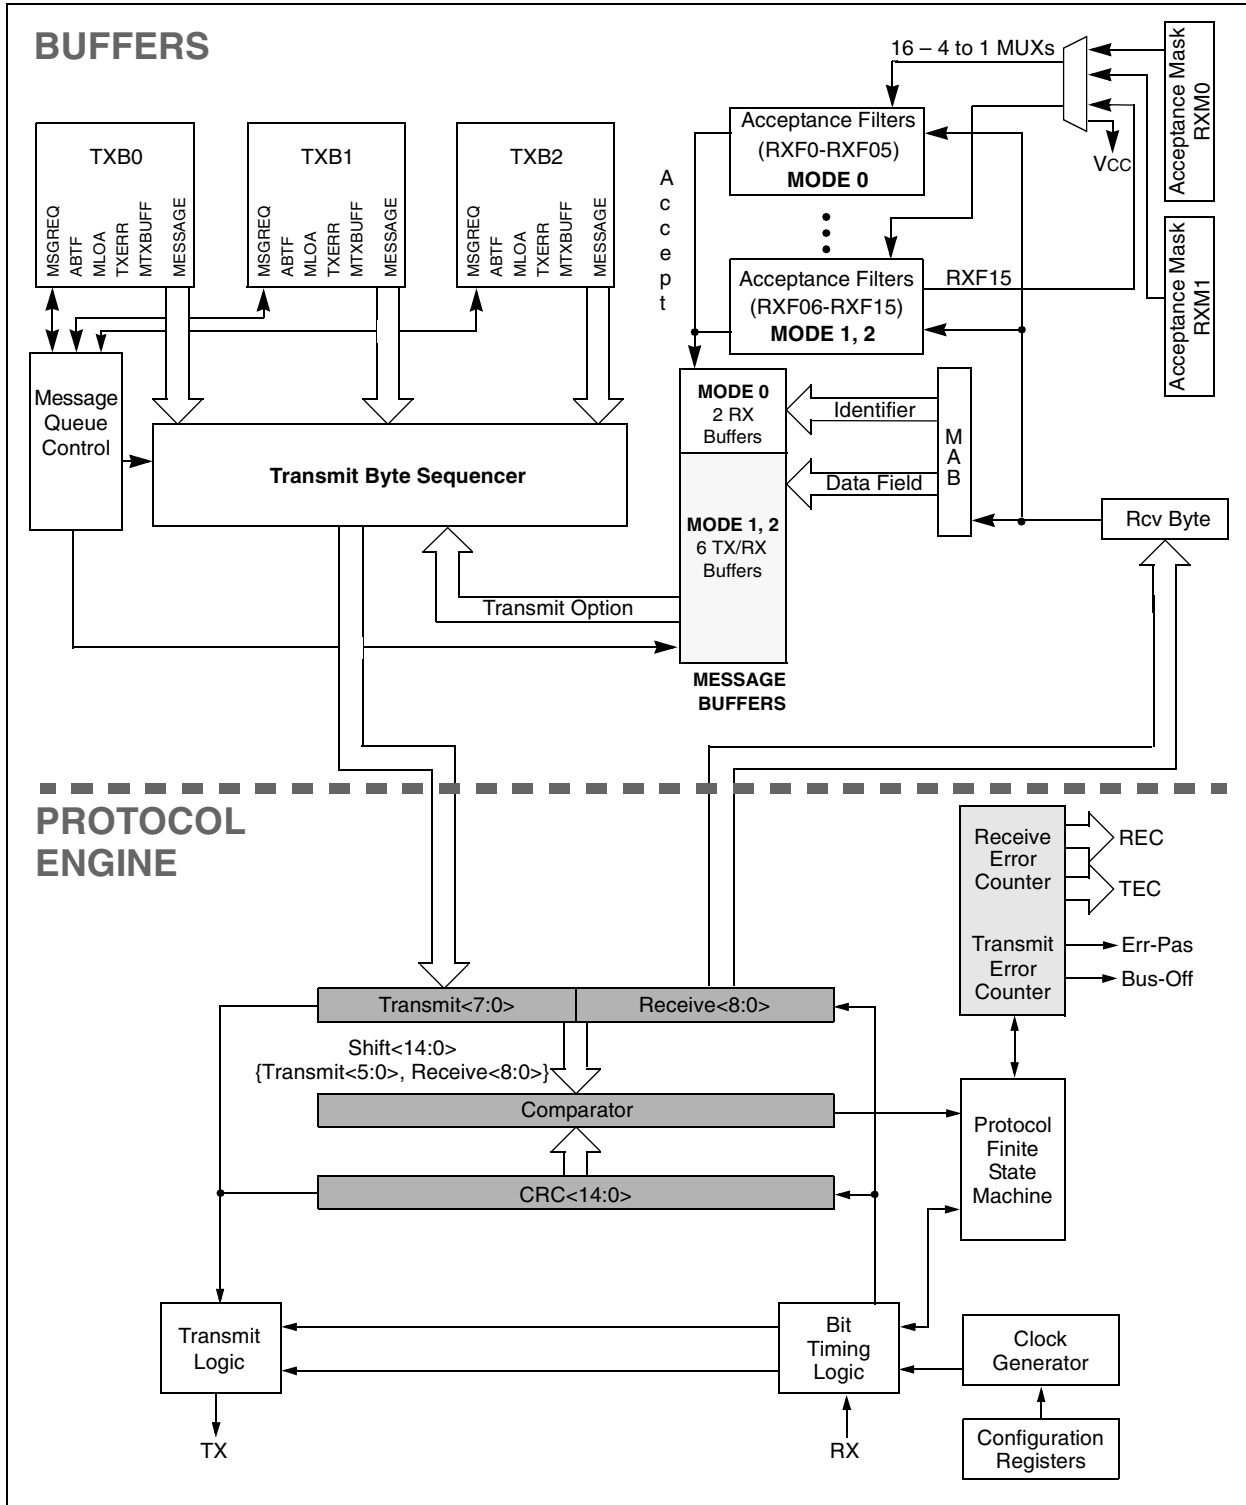 BUFFERS
16 – 4 to 1 MUXs
Acceptance Mask
RXM0
VCC
Acceptance Filters
(RXF0-RXF05)
MODE 0
Accept
Acceptance Filters
(RXF06-RXF15)
MODE 1, 2
RXF15
Acceptance Mask
RXM1
TXB0
MSGREQ
ABTF
MLOA
TXERR
MTXBUFF
MESSAGE
TXB1
MSGREQ
ABTF
MLOA
TXERR
MTXBUFF
MESSAGE
TXB2
MSGREQ
ABTF
MLOA
TXERR
MTXBUFF
MESSAGE
Message
Queue
Control
Transmit Byte Sequencer
MODE 0
2 RX
Buffers
MODE 1, 2
6 TX/RX
Buffers
MESSAGE
BUFFERS
Identifier
Data Field
MAB
Rcv Byte
Transmit Option
PROTOCOL
ENGINE
Receive
Error
Counter
Transmit
Error
Counter
REC
TEC
Err-Pas
Bus-Off
Transmit<7:0>
Receive<8:0>
Shift<14:0>
{Transmit<5:0>, Receive<8:0>}
Comparator
CRC<14:0>
Protocol
Finite
State
Machine
Transmit
Logic
Bit
Timing
Logic
Clock
Generator
Configuration
Registers
TX
RX